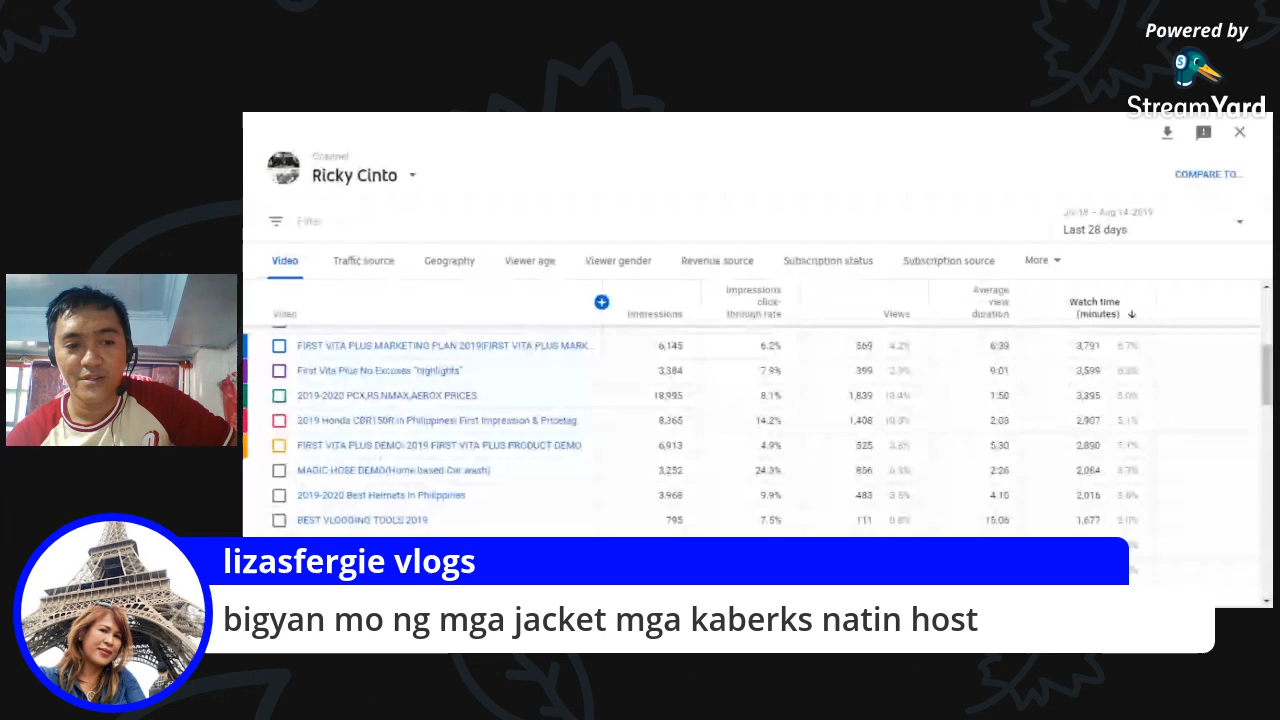 Powered by
StreamYard
Channel
Ricky Cinto
COMPARE TO...
Filter
Aug 14, 2019
Last 28 days
Video Traffic source Geography Viewer age Viewer gender Revenue source Subscription status Subscription source More
Video Impressions Impressions click-through rate Views Average view duration Watch time (minutes)
FIRST VITA PLUS MARKETING PLAN 2019|FIRST VITA PLUS MARK... 6,145 6.2% 569 4.2% 6:39 3,791
First Vita Plus No Excuses "highlights" 3,384 7.9% 399 9:01 3,599
2019-2020 PCX,RS,NMAX,AEROX PRICES 18,995 8.1% 1,839 1:50 3,395
2019 Honda CBR150R in Philippines| First Impression & Pricetag 8,365 14.2% 1,408 2:03 2,907
FIRST VITA PLUS DEMO| 2019 FIRST VITA PLUS PRODUCT DEMO 6,913 4.9% 525 5:30 2,890
MAGIC HOSE DEMO(Home based Car wash) 3,252 24.3% 856 2:26 2,084
2019-2020 Best Helmets in Philippines 3,968 9.9% 483 4:10 2,016
BEST VLOGGING TOOLS 2019 795 7.5% 111 15:06 1,677
lizasfergie vlogs
bigyan mo ng mga jacket mga kaberks natin host